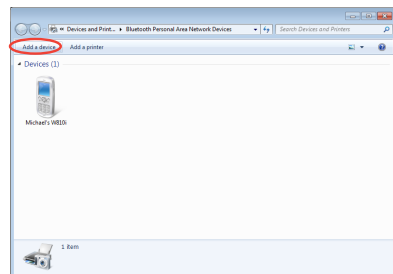 Devices and Print... Bluetooth Personal Area Network Devices Search Devices and Printers
Add a device Add a printer
Devices (1)
Michael's W810i
1 item